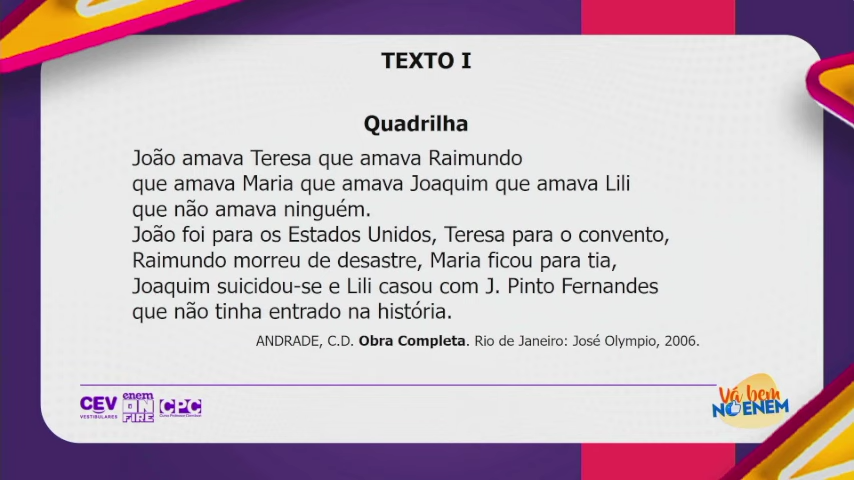 TEXTO I
Quadrilha
João amava Teresa que amava Raimundo
que amava Maria que amava Joaquim que amava Lili
que não amava ninguém.
João foi para os Estados Unidos, Teresa para o convento,
Raimundo morreu de desastre, Maria ficou para tia,
Joaquim suicidou-se e Lili casou com J. Pinto Fernandes
que não tinha entrado na história.
ANDRADE, C.D. Obra Completa. Rio de Janeiro: José Olympio, 2006.
CEV
VESTIBULARES
enem
ON
FIRE
CPC
Vá bem
NO ENEM